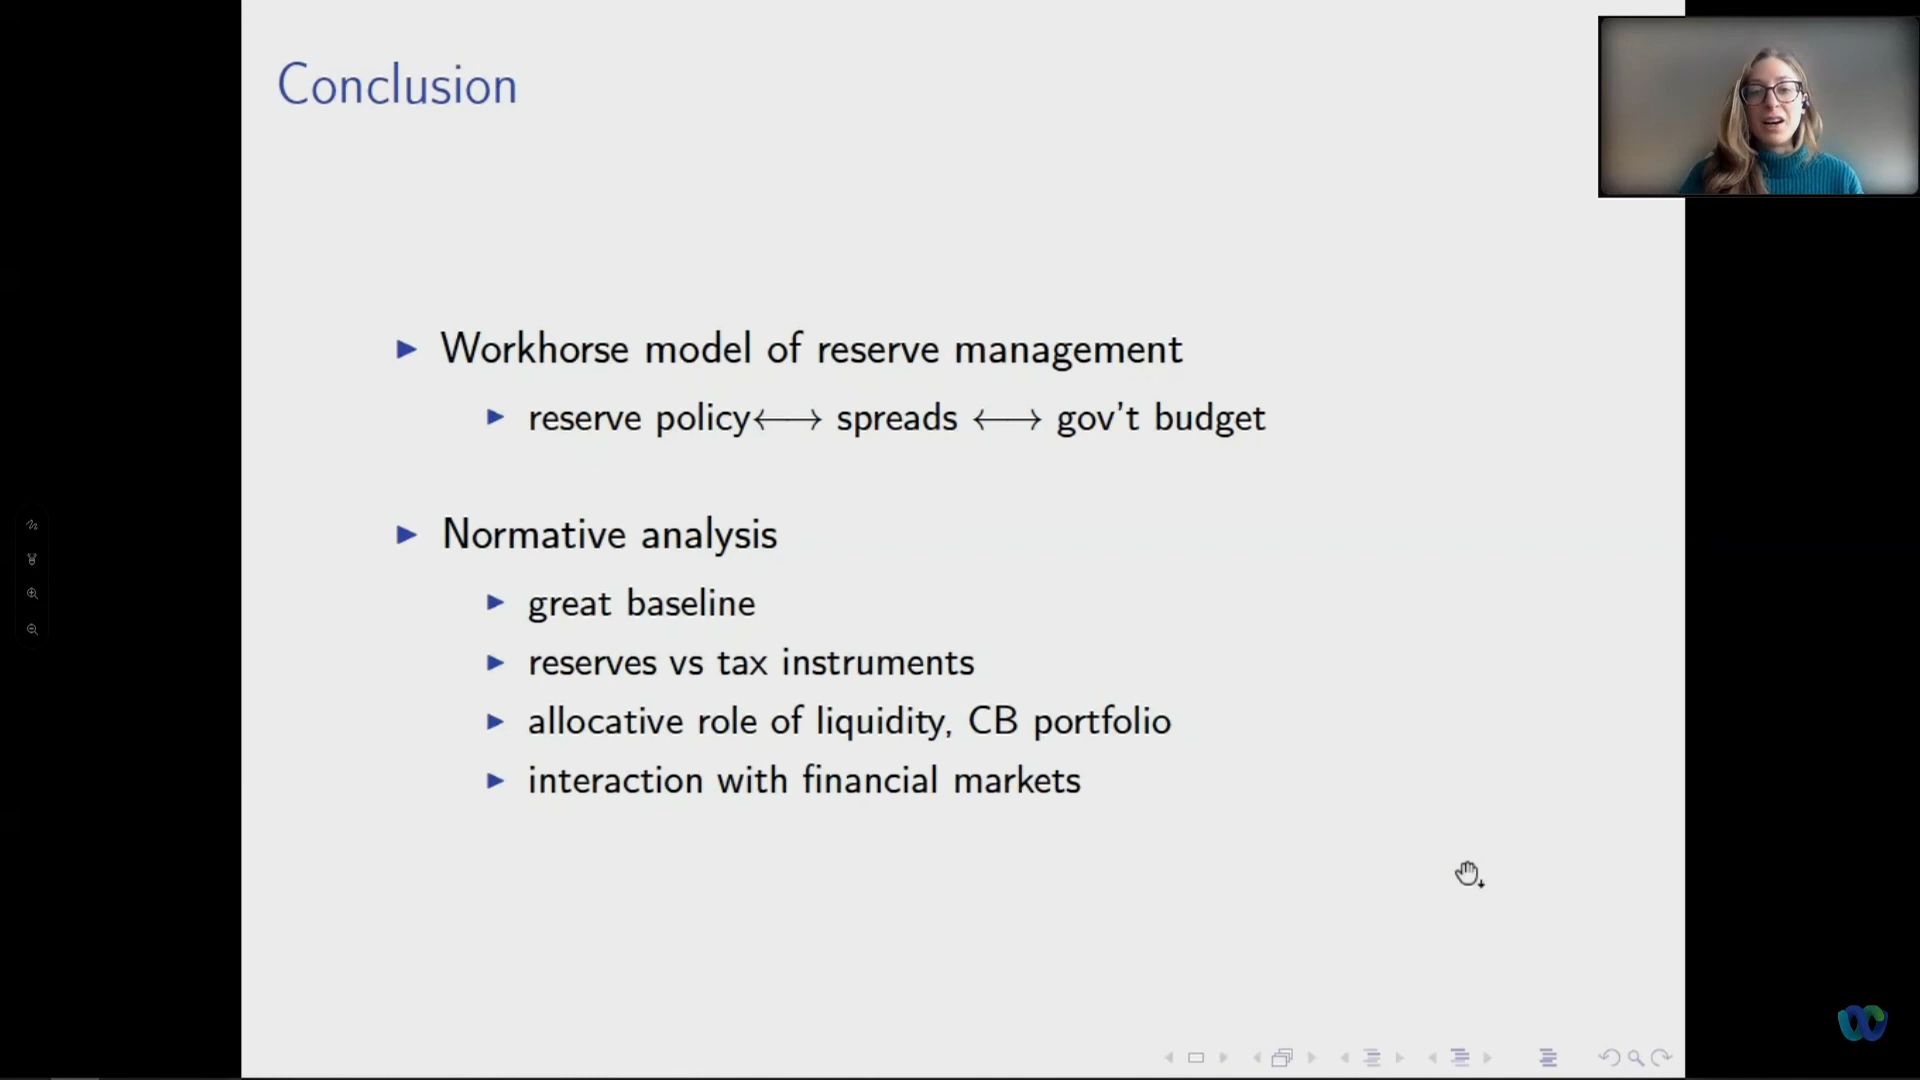 Conclusion
Workhorse model of reserve management
reserve policy⟷ spreads ⟷ gov't budget
Normative analysis
great baseline
reserves vs tax instruments
allocative role of liquidity, CB portfolio
interaction with financial markets